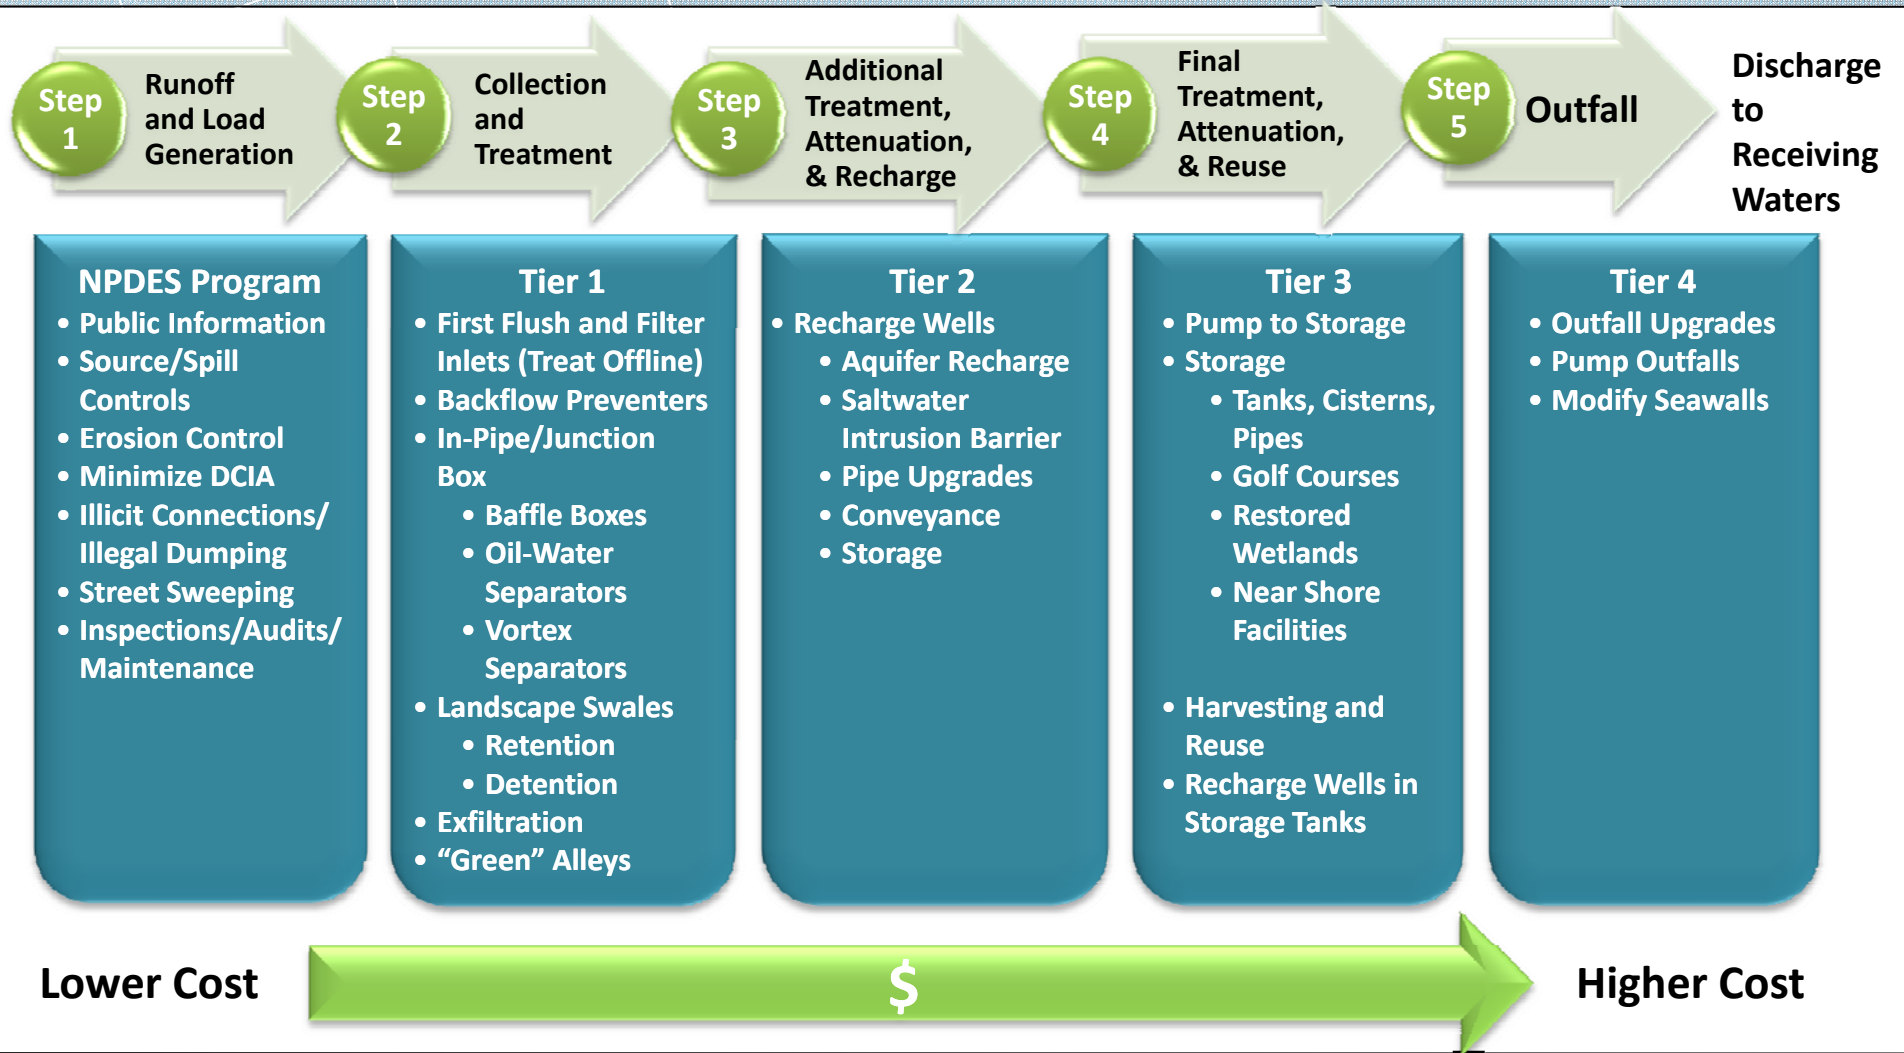 Step
1
Runoff
and Load
Generation
Step
2
Collection
and
Treatment
Step
3
Additional
Treatment,
Attenuation,
& Recharge
Step
4
Final
Treatment,
Attenuation,
& Reuse
Step
5
Outfall
Discharge
to
Receiving
Waters
NPDES Program
• Public Information
• Source/Spill
Controls
• Erosion Control
• Minimize DCIA
• Illicit Connections/
Illegal Dumping
• Street Sweeping
• Inspections/Audits/
Maintenance
Tier 1
• First Flush and Filter
Inlets (Treat Offline)
• Backflow Preventers
• In-Pipe/Junction
Box
• Baffle Boxes
• Oil-Water
Separators
• Vortex
Separators
• Landscape Swales
• Retention
• Detention
• Exfiltration
• “Green” Alleys
Tier 2
• Recharge Wells
• Aquifer Recharge
• Saltwater
Intrusion Barrier
• Pipe Upgrades
• Conveyance
• Storage
Tier 3
• Pump to Storage
• Storage
• Tanks, Cisterns,
Pipes
• Golf Courses
• Restored
Wetlands
• Near Shore
Facilities
• Harvesting and
Reuse
• Recharge Wells in
Storage Tanks
Tier 4
• Outfall Upgrades
• Pump Outfalls
• Modify Seawalls
Lower Cost
$
Higher Cost